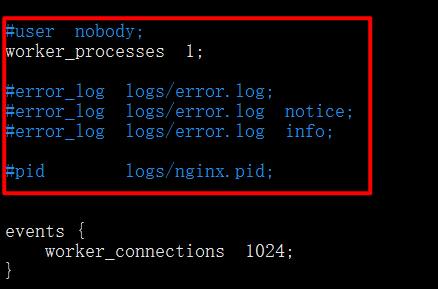 #user  nobody;
worker_processes  1;
#error_log  logs/error.log;
#error_log  logs/error.log  notice;
#error_log  logs/error.log  info;
#pid        logs/nginx.pid;
events {
    worker_connections  1024;
}